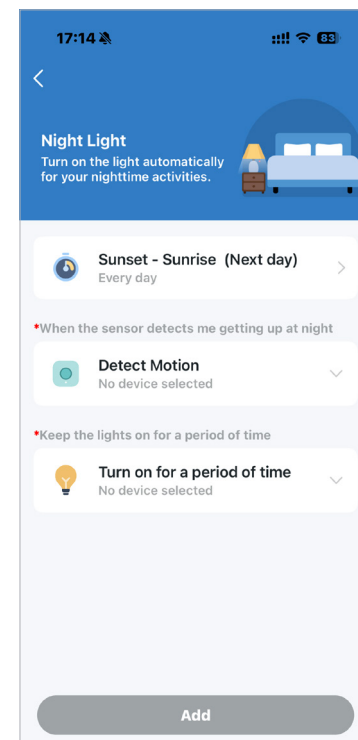 17:14
83
Night Light
Turn on the light automatically
for your nighttime activities.
Sunset - Sunrise (Next day)
Every day
*When the sensor detects me getting up at night
Detect Motion
No device selected
*Keep the lights on for a period of time
Turn on for a period of time
No device selected
Add